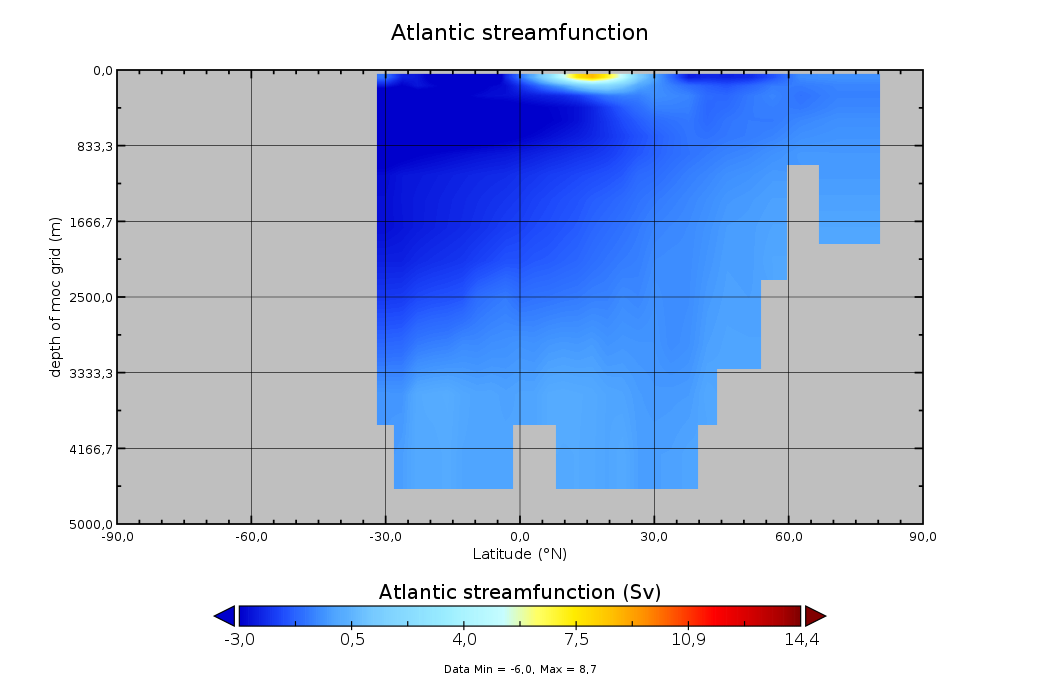 Atlantic streamfunction
0,0
833,3
1666,7
2500,0
3333,3
4166,7
5000,0
depth of moc grid (m)
-90,0 -60,0 -30,0 0,0 30,0 60,0 90,0
Latitude (°N)
Atlantic streamfunction (Sv)
-3,0 0,5 4,0 7,5 10,9 14,4
Data Min = -6,0, Max = 8,7